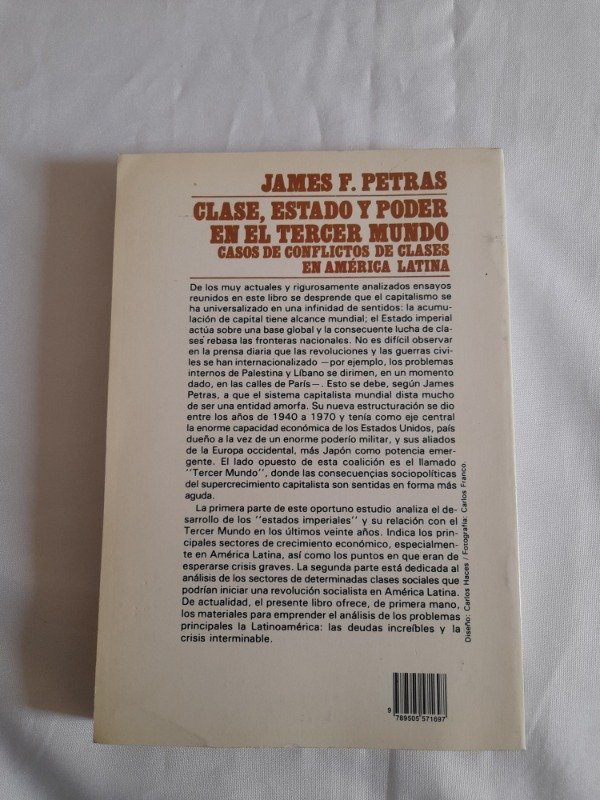 JAMES F. PETRAS
CLASE, ESTADO Y PODER
EN EL TERCER MUNDO
CASOS DE CONFLICTOS DE CLASES
EN AMÉRICA LATINA
De los muy actuales y rigurosamente analizados ensayos
reunidos en este libro se desprende que el capitalismo se
ha universalizado en una infinidad de sentidos: la acumu-
lación de capital tiene alcance mundial; el Estado imperial
actúa sobre una base global y la consecuente lucha de cla-
ses rebasa las fronteras nacionales. No es difícil observar
en la prensa diaria que las revoluciones y las guerras civi-
les se han internacionalizado —por ejemplo, los problemas
internos de Palestina y Líbano se dirimen, en un momento
dado, en las calles de París—. Esto se debe, según James
Petras, a que el sistema capitalista mundial dista mucho
de ser una entidad amorfa. Su nueva estructuración se dio
entre los años de 1940 a 1970 y tenía como eje central
la enorme capacidad económica de los Estados Unidos, país
dueño a la vez de un enorme poderío militar, y sus aliados
de la Europa occidental, más Japón como potencia emer-
gente. El lado opuesto de esta coalición es el llamado
"Tercer Mundo", donde las consecuencias sociopolíticas
del supercrecimiento capitalista son sentidas en forma más
aguda.
La primera parte de este oportuno estudio analiza el de-
sarrollo de los "estados imperiales" y su relación con el
Tercer Mundo en los últimos veinte años. Indica los prin-
cipales sectores de crecimiento económico, especialmen-
te en América Latina, así como los puntos en que eran de
esperarse crisis graves. La segunda parte está dedicada al
análisis de los sectores de determinadas clases sociales que
podrían iniciar una revolución socialista en América Latina.
De actualidad, el presente libro ofrece, de primera mano,
los materiales para emprender el análisis de los problemas
principales la Latinoamérica: las deudas increíbles y la
crisis interminable.
Diseño: Carlos Haces / Fotografía: Carlos Franco.
9 789505 571697